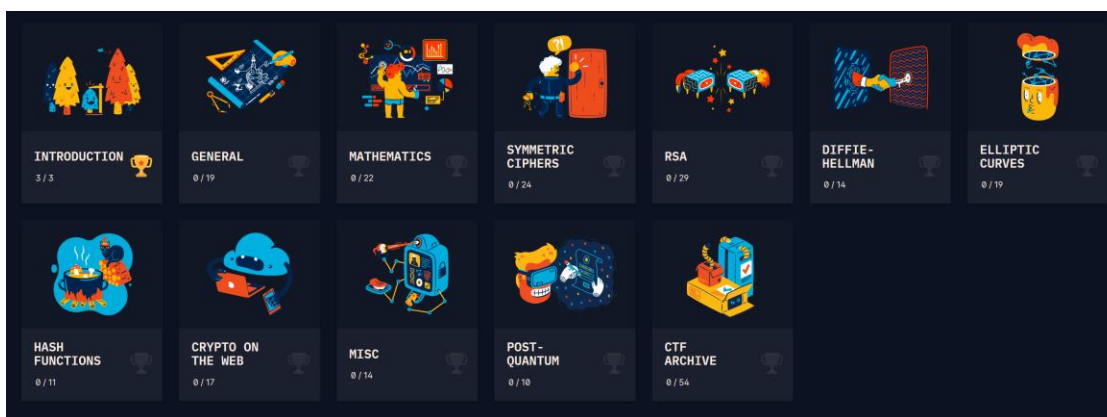 INTRODUCTION
3 / 3
GENERAL
0 / 19
MATHEMATICS
0 / 22
SYMMETRIC
CIPHERS
0 / 24
RSA
0 / 29
DIFFIE-
HELLMAN
0 / 14
ELLIPTIC
CURVES
0 / 19
HASH
FUNCTIONS
0 / 11
CRYPTO ON
THE WEB
0 / 17
MISC
0 / 14
POST-
QUANTUM
0 / 10
CTF
ARCHIVE
0 / 54